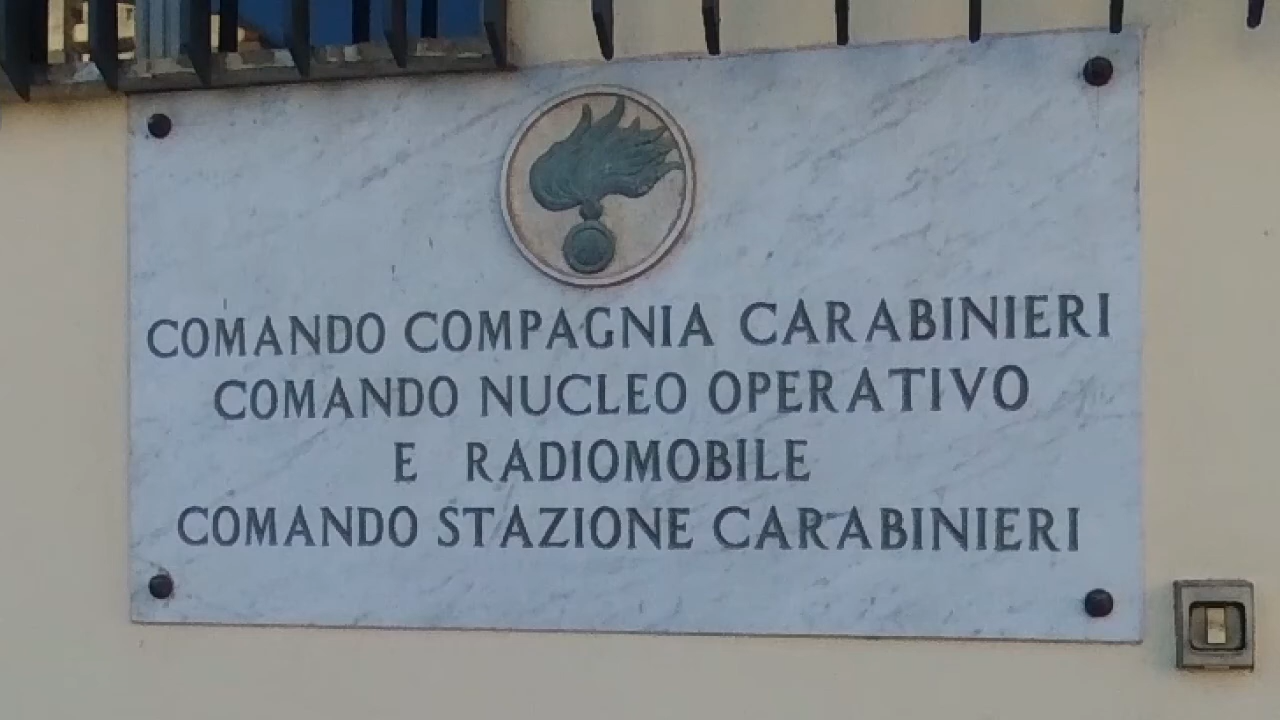 COMANDO COMPAGNIA CARABINIERI
COMANDO NUCLEO OPERATIVO
E RADIOMOBILE
COMANDO STAZIONE CARABINIERI